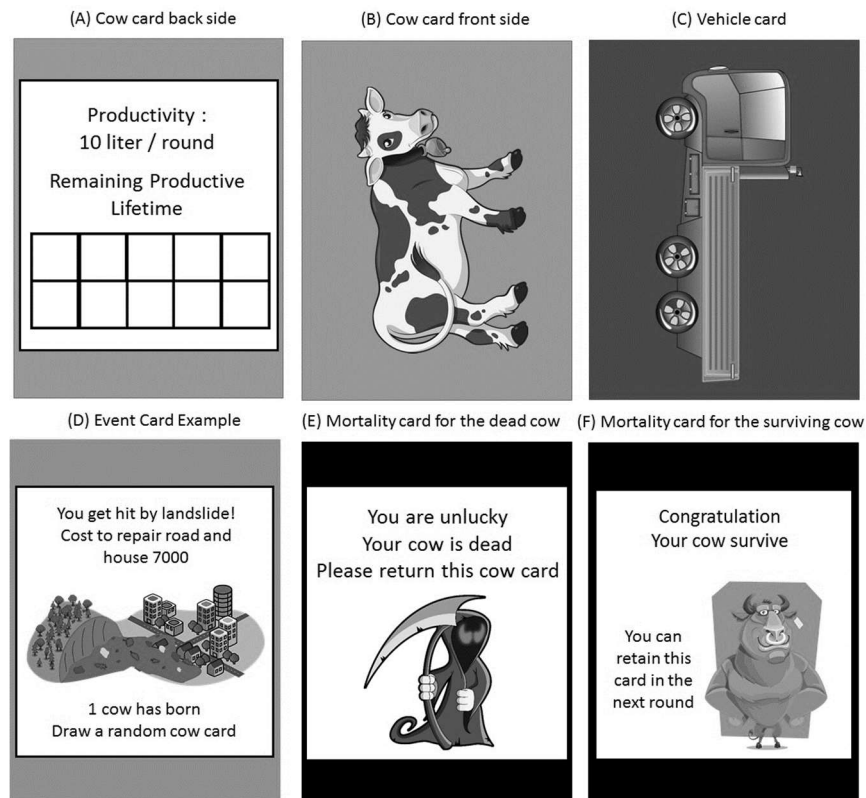 (A) Cow card back side
(B) Cow card front side
(C) Vehicle card
Productivity :
10 liter / round
Remaining Productive
Lifetime
(D) Event Card Example
(E) Mortality card for the dead cow
(F) Mortality card for the surviving cow
You get hit by landslide!
Cost to repair road and
house 7000
1 cow has born
Draw a random cow card
You are unlucky
Your cow is dead
Please return this cow card
Congratulation
Your cow survive
You can
retain this
card in the
next round